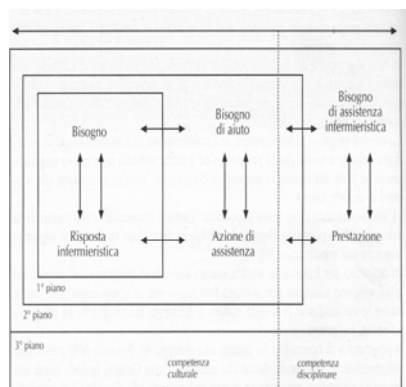 Bisogno
Bisogno
di aiuto
Bisogno
di assistenza
infermieristica
Risposta
infermieristica
Azione di
assistenza
Prestazione
1° piano
2° piano
3° piano
competenza
culturale
competenza
disciplinare